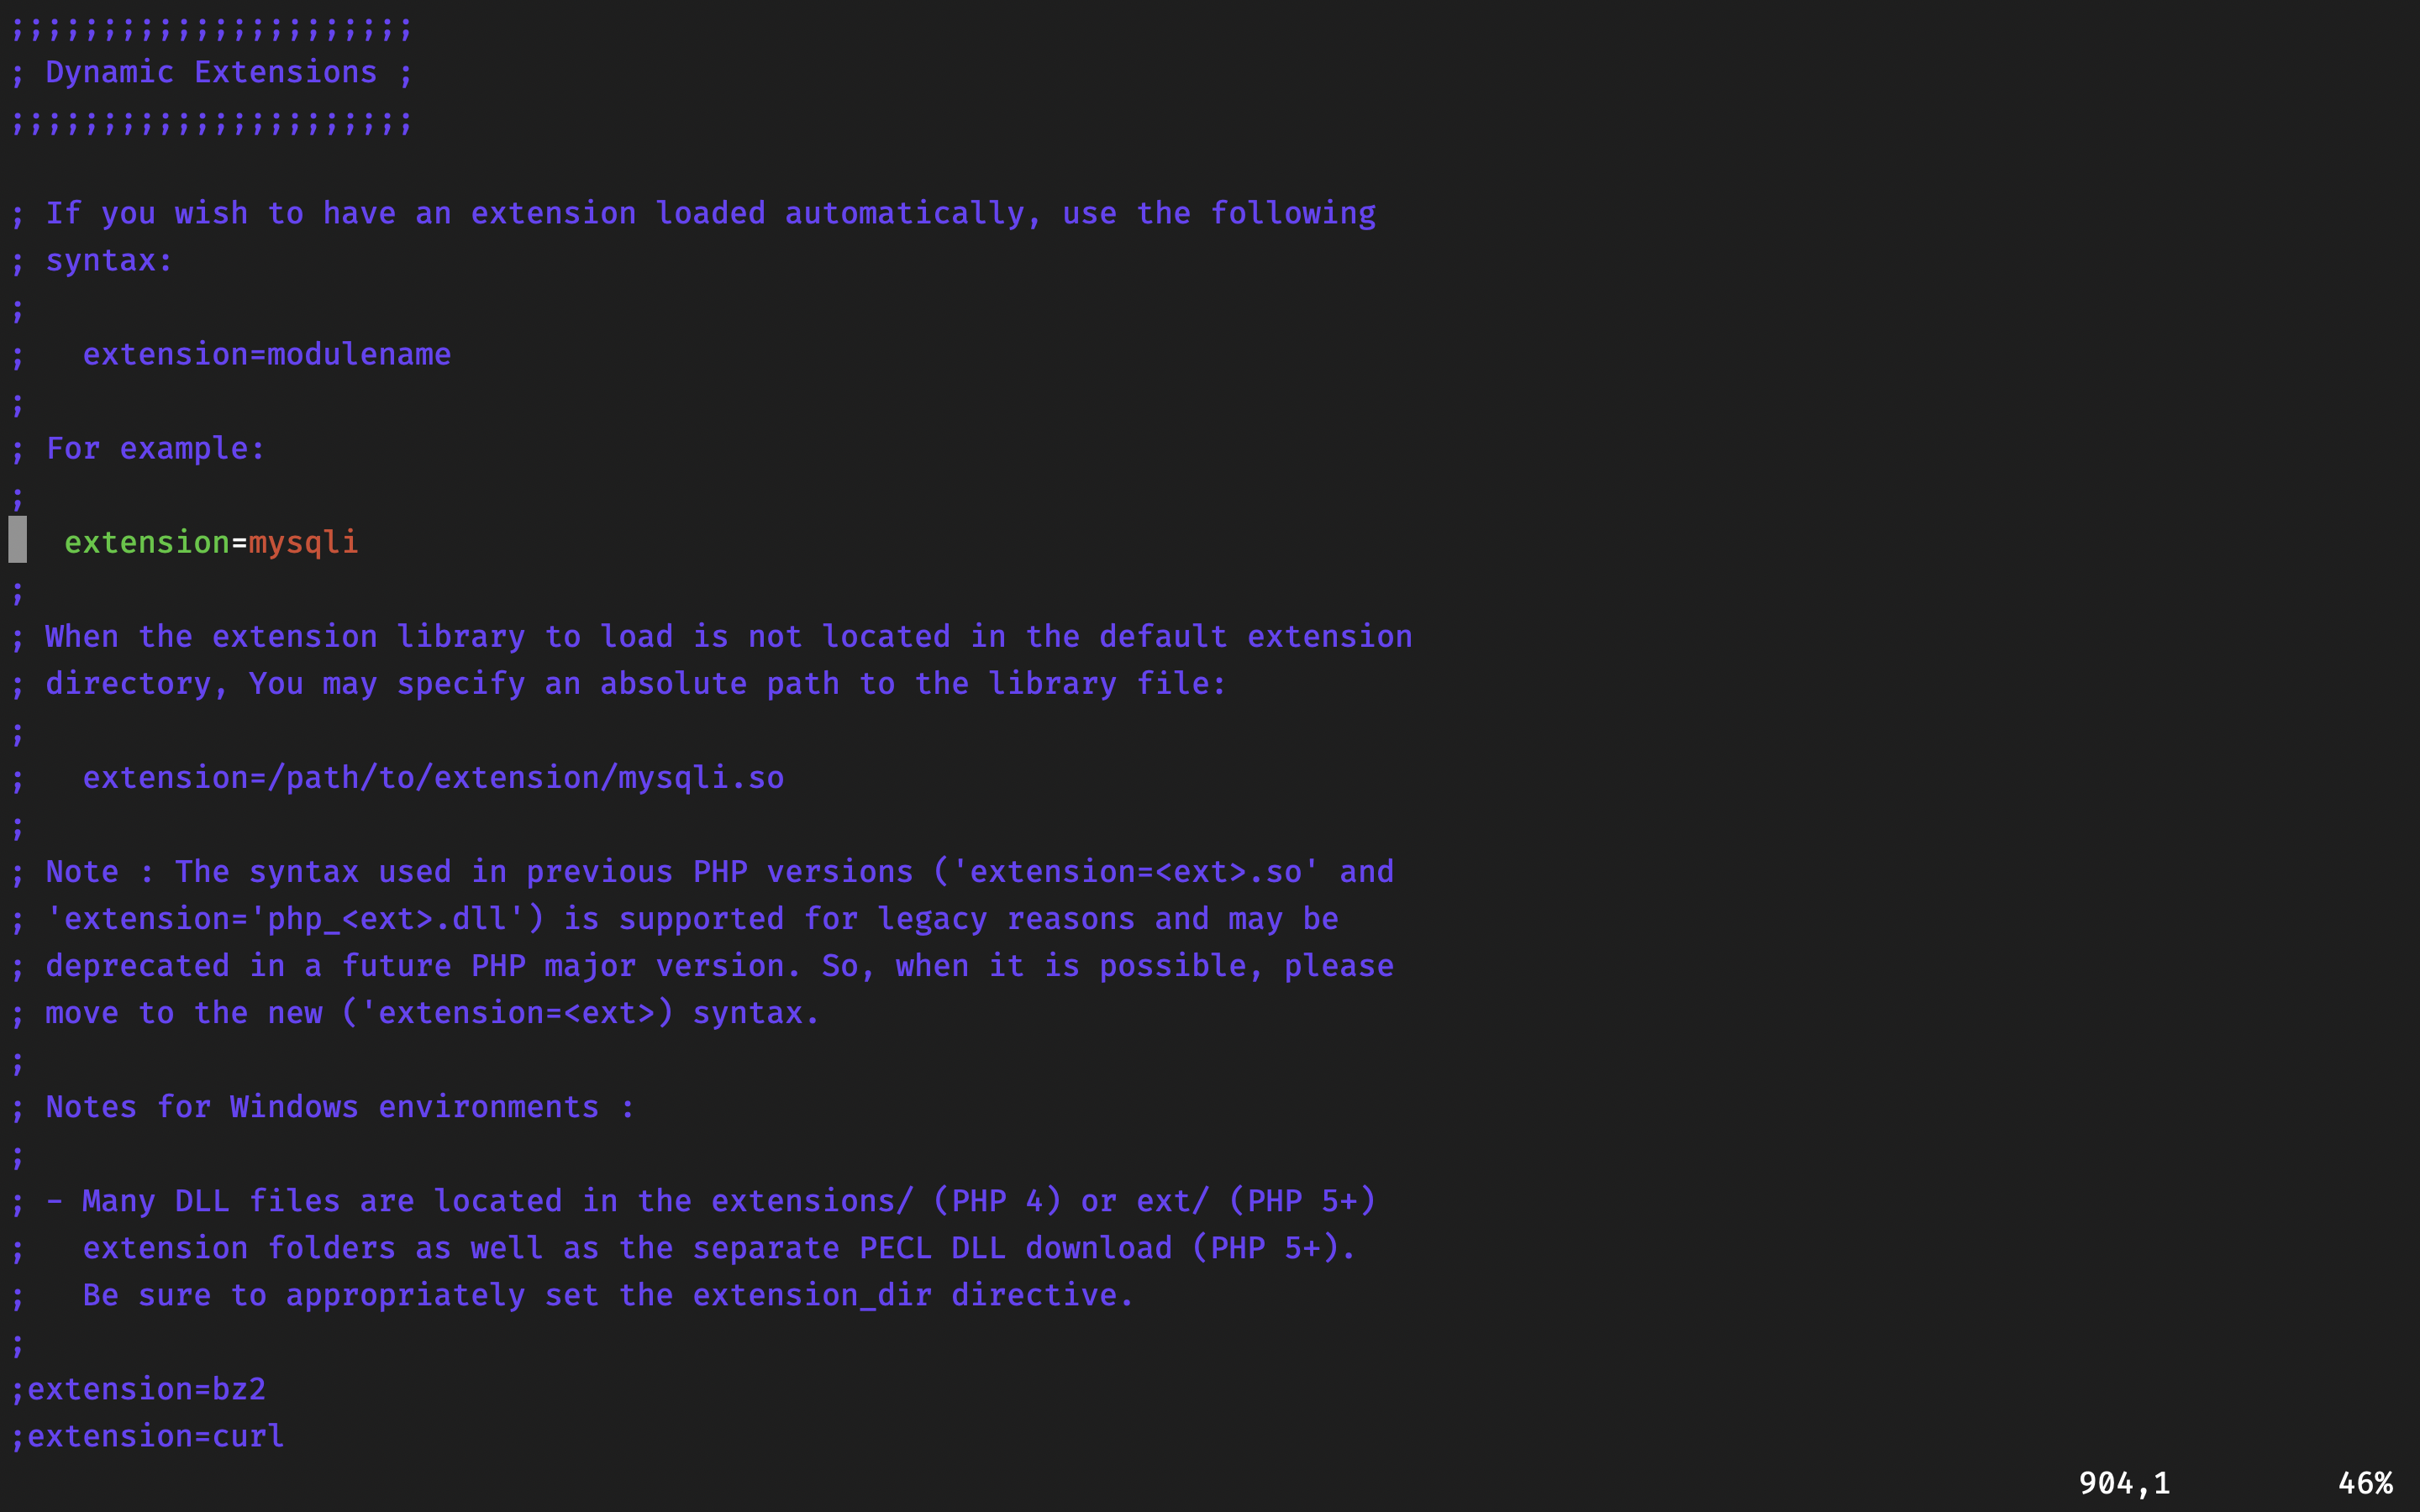 ;;;;;;;;;;;;;;;;;;;;;;
; Dynamic Extensions ;
;;;;;;;;;;;;;;;;;;;;;;

; If you wish to have an extension loaded automatically, use the following
; syntax:
;
;   extension=modulename
;
; For example:
;
   extension=mysqli
;
; When the extension library to load is not located in the default extension
; directory, You may specify an absolute path to the library file:
;
;   extension=/path/to/extension/mysqli.so
;
; Note : The syntax used in previous PHP versions ('extension=<ext>.so' and
; 'extension='php_<ext>.dll') is supported for legacy reasons and may be
; deprecated in a future PHP major version. So, when it is possible, please
; move to the new ('extension=<ext>) syntax.
;
; Notes for Windows environments :
;
; - Many DLL files are located in the extensions/ (PHP 4) or ext/ (PHP 5+)
;   extension folders as well as the separate PECL DLL download (PHP 5+).
;   Be sure to appropriately set the extension_dir directive.
;
;extension=bz2
;extension=curl
904,1 46%